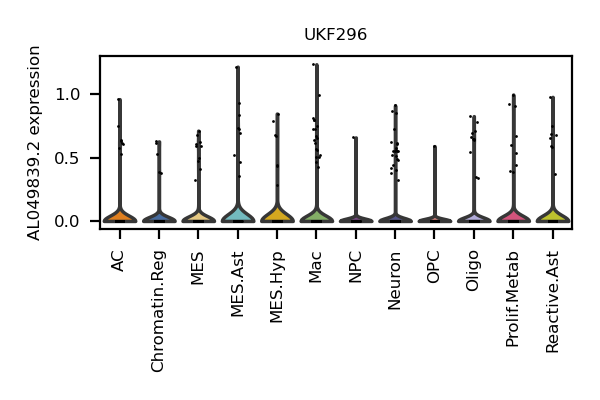 UKF296
AL049839.2 expression
1.0
0.5
0.0
AC
Chromatin.Reg
MES
MES.Ast
MES.Hyp
Mac
NPC
Neuron
OPC
Oligo
Prolif.Metab
Reactive.Ast